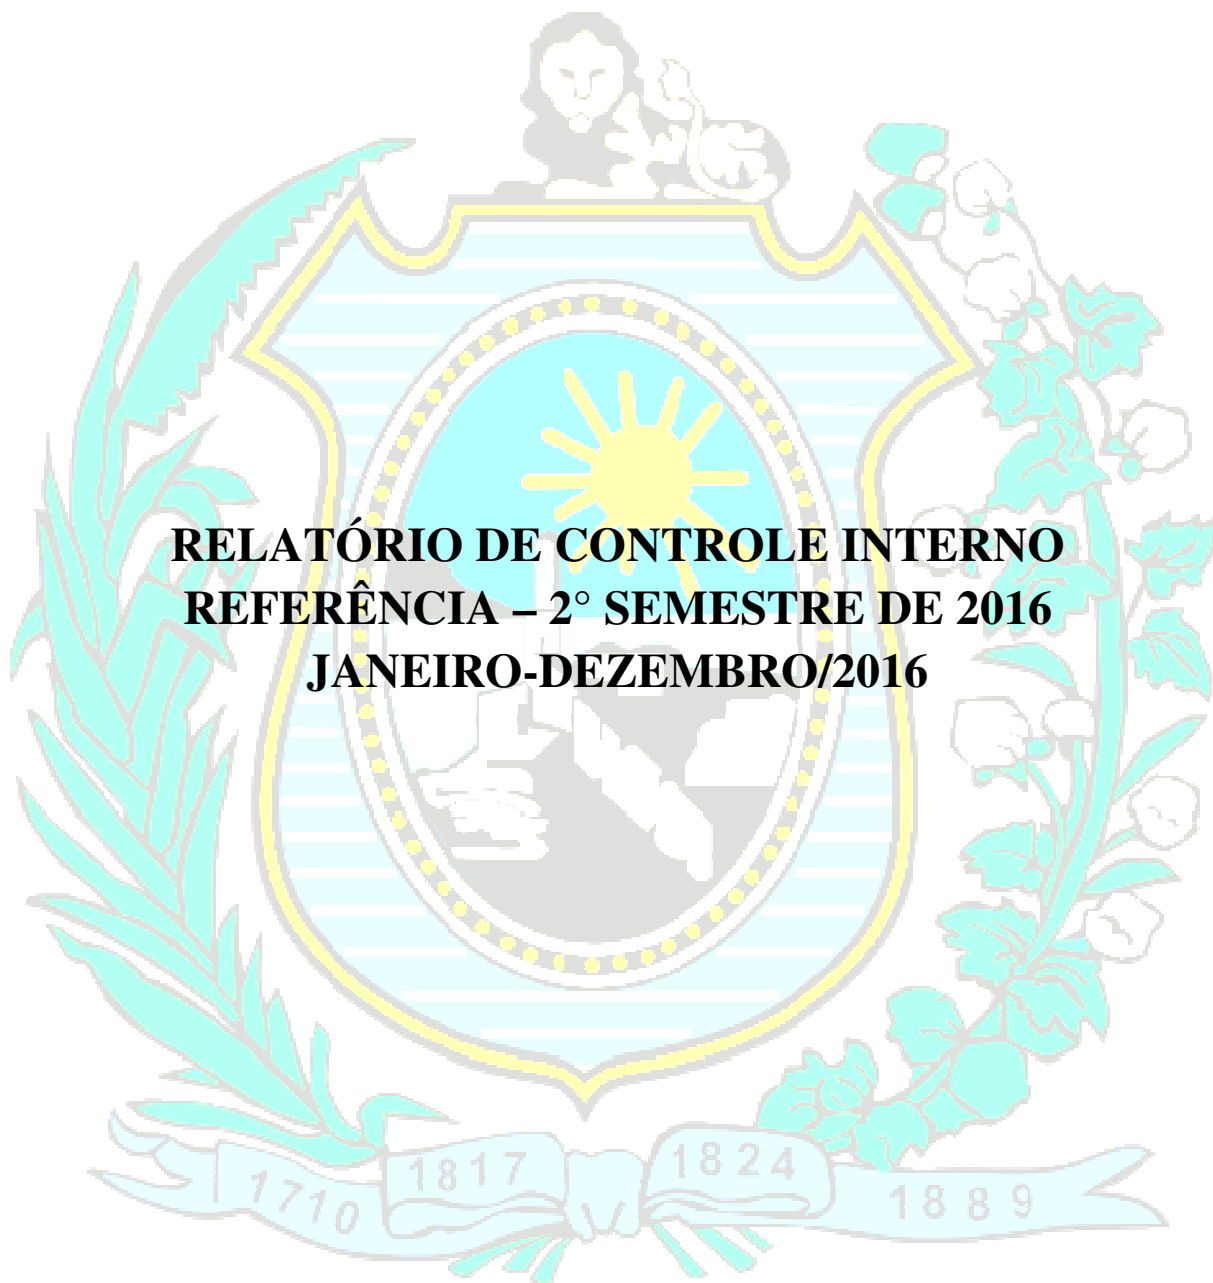 RELATÓRIO DE CONTROLE INTERNO
REFERÊNCIA – 2° SEMESTRE DE 2016
JANEIRO-DEZEMBRO/2016
1710 1817 1824 1889